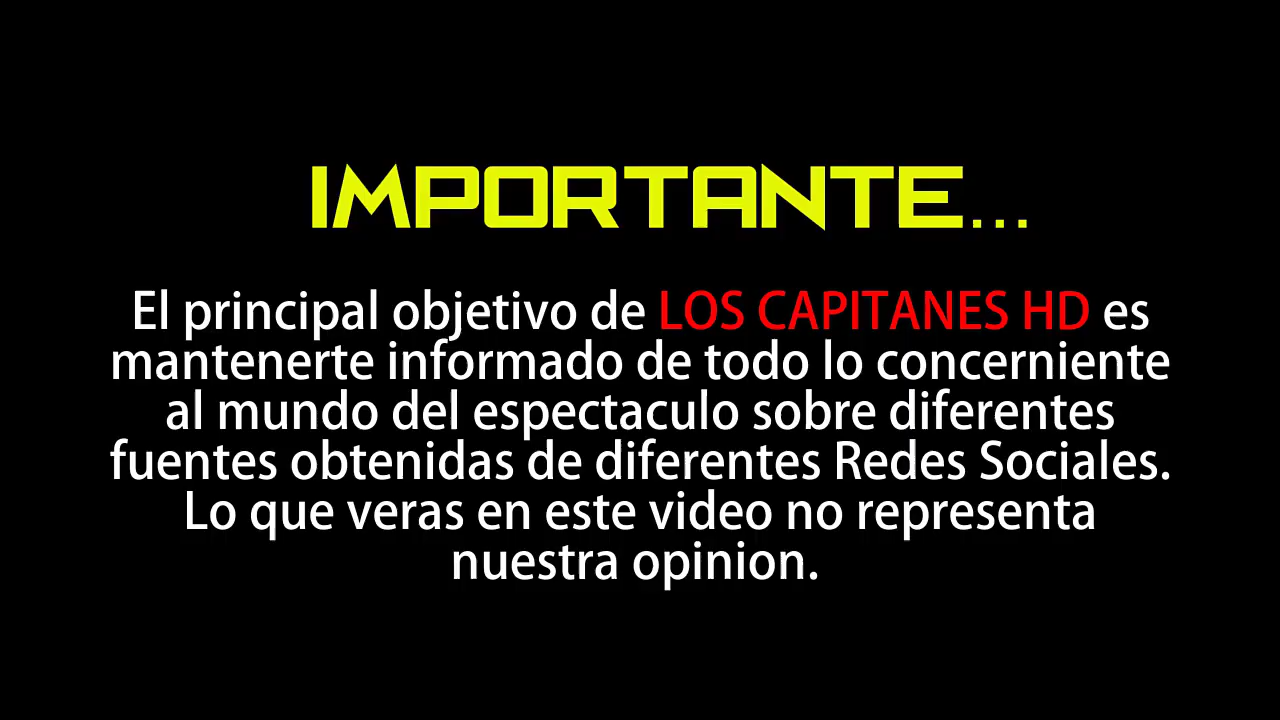 IMPORTANTE...
El principal objetivo de LOS CAPITANES HD es
mantenerte informado de todo lo concerniente
al mundo del espectaculo sobre diferentes
fuentes obtenidas de diferentes Redes Sociales.
Lo que veras en este video no representa
nuestra opinion.